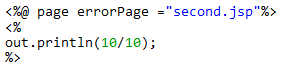 <%@ page errorPage ="second.jsp"%>
<%
out.println(10/10);
%>